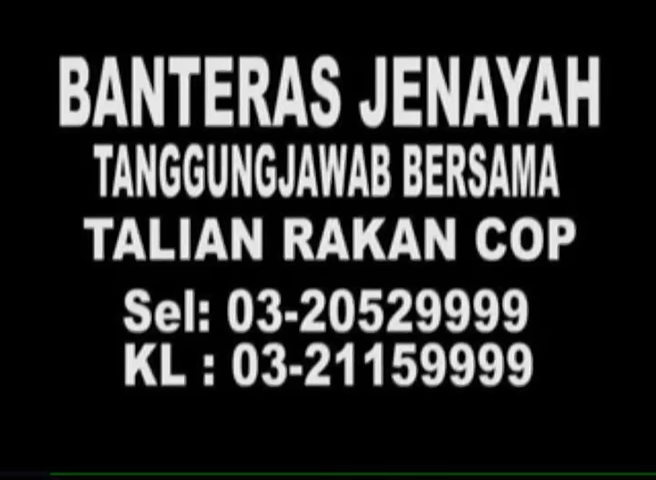 BANTERAS JENAYAH
TANGGUNGJAWAB BERSAMA
TALIAN RAKAN COP
Sel: 03-20529999
KL : 03-21159999